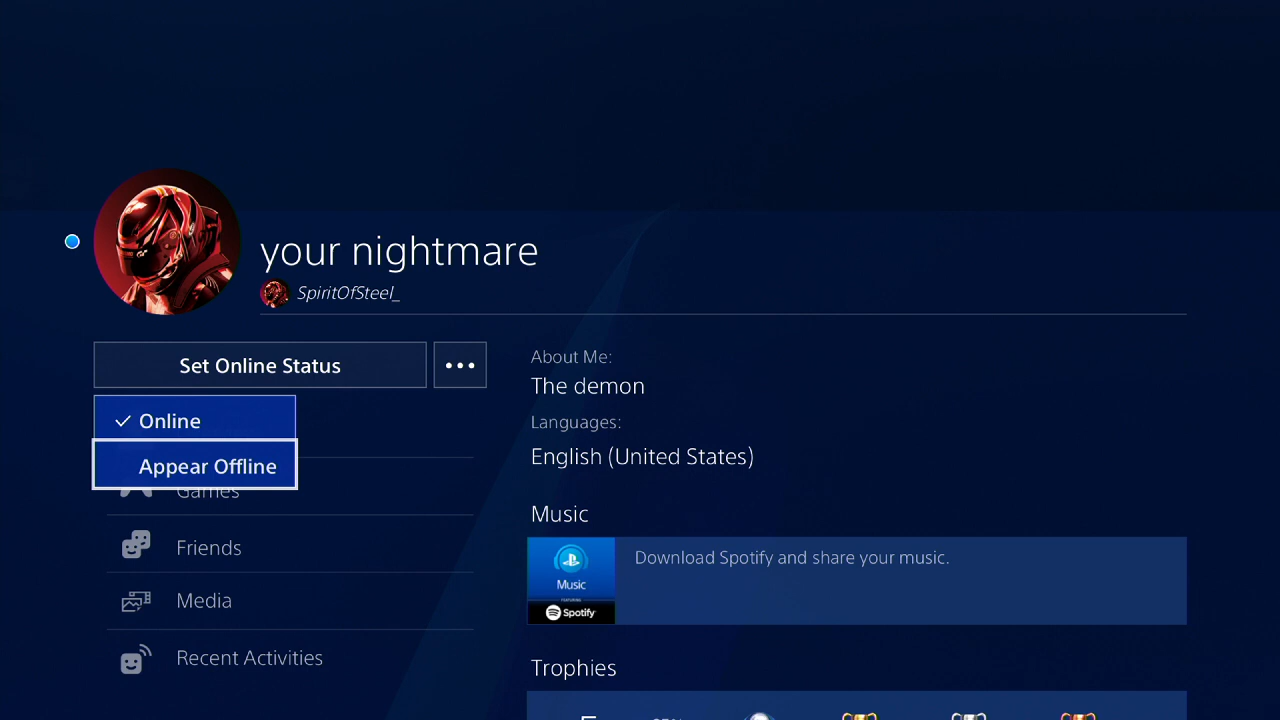 your nightmare
SpiritOfSteel_
Set Online Status
Online
Appear Offline
Games
Friends
Media
Recent Activities
About Me:
The demon
Languages:
English (United States)
Music
Download Spotify and share your music.
Music
FEATURING
Spotify
Trophies